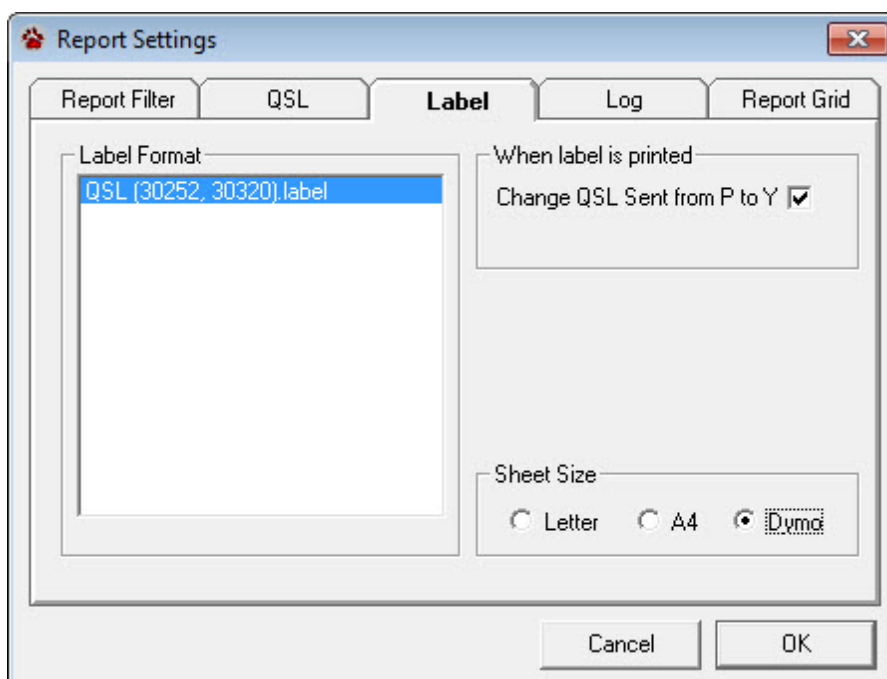 Report Settings
Report Filter QSL Label Log Report Grid
Label Format
QSL (30252, 30320).label
When label is printed
Change QSL Sent from P to Y
Sheet Size
Letter A4 Dymo
Cancel OK